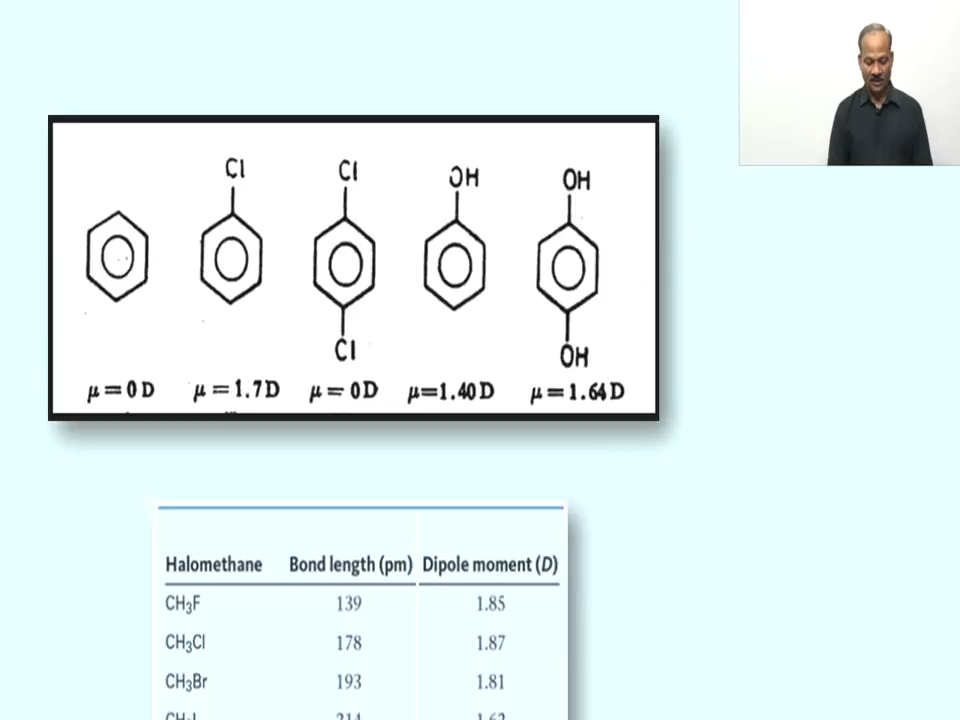 Cl Cl OH OH
Cl OH
μ = 0 D μ = 1.7 D μ = 0 D μ = 1.40 D μ = 1.64 D
Halomethane Bond length (pm) Dipole moment (D)
CH3F 139 1.85
CH3Cl 178 1.87
CH3Br 193 1.81